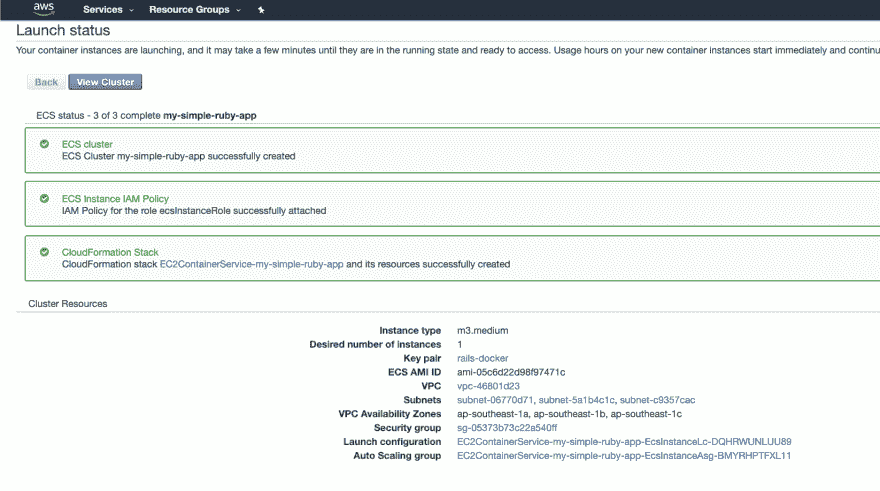 aws Services Resource Groups
Launch status
Your container instances are launching, and it may take a few minutes until they are in the running state and ready to access. Usage hours on your new container instances start immediately and continu
Back View Cluster
ECS status - 3 of 3 complete my-simple-ruby-app
ECS cluster
ECS Cluster my-simple-ruby-app successfully created
ECS Instance IAM Policy
IAM Policy for the role ecsInstanceRole successfully attached
CloudFormation Stack
CloudFormation stack EC2ContainerService-my-simple-ruby-app and its resources successfully created
Cluster Resources
Instance type m3.medium
Desired number of instances 1
Key pair rails-docker
ECS AMI ID ami-05c6d22d98f97471c
VPC vpc-46801d23
Subnets subnet-06770d71, subnet-5a1b4c1c, subnet-c9357cac
VPC Availability Zones ap-southeast-1a, ap-southeast-1b, ap-southeast-1c
Security group sg-05373b73c22a540ff
Launch configuration EC2ContainerService-my-simple-ruby-app-EcsInstanceLc-DQHRWUNLUU89
Auto Scaling group EC2ContainerService-my-simple-ruby-app-EcsInstanceAsg-BMYRHPTFXL11